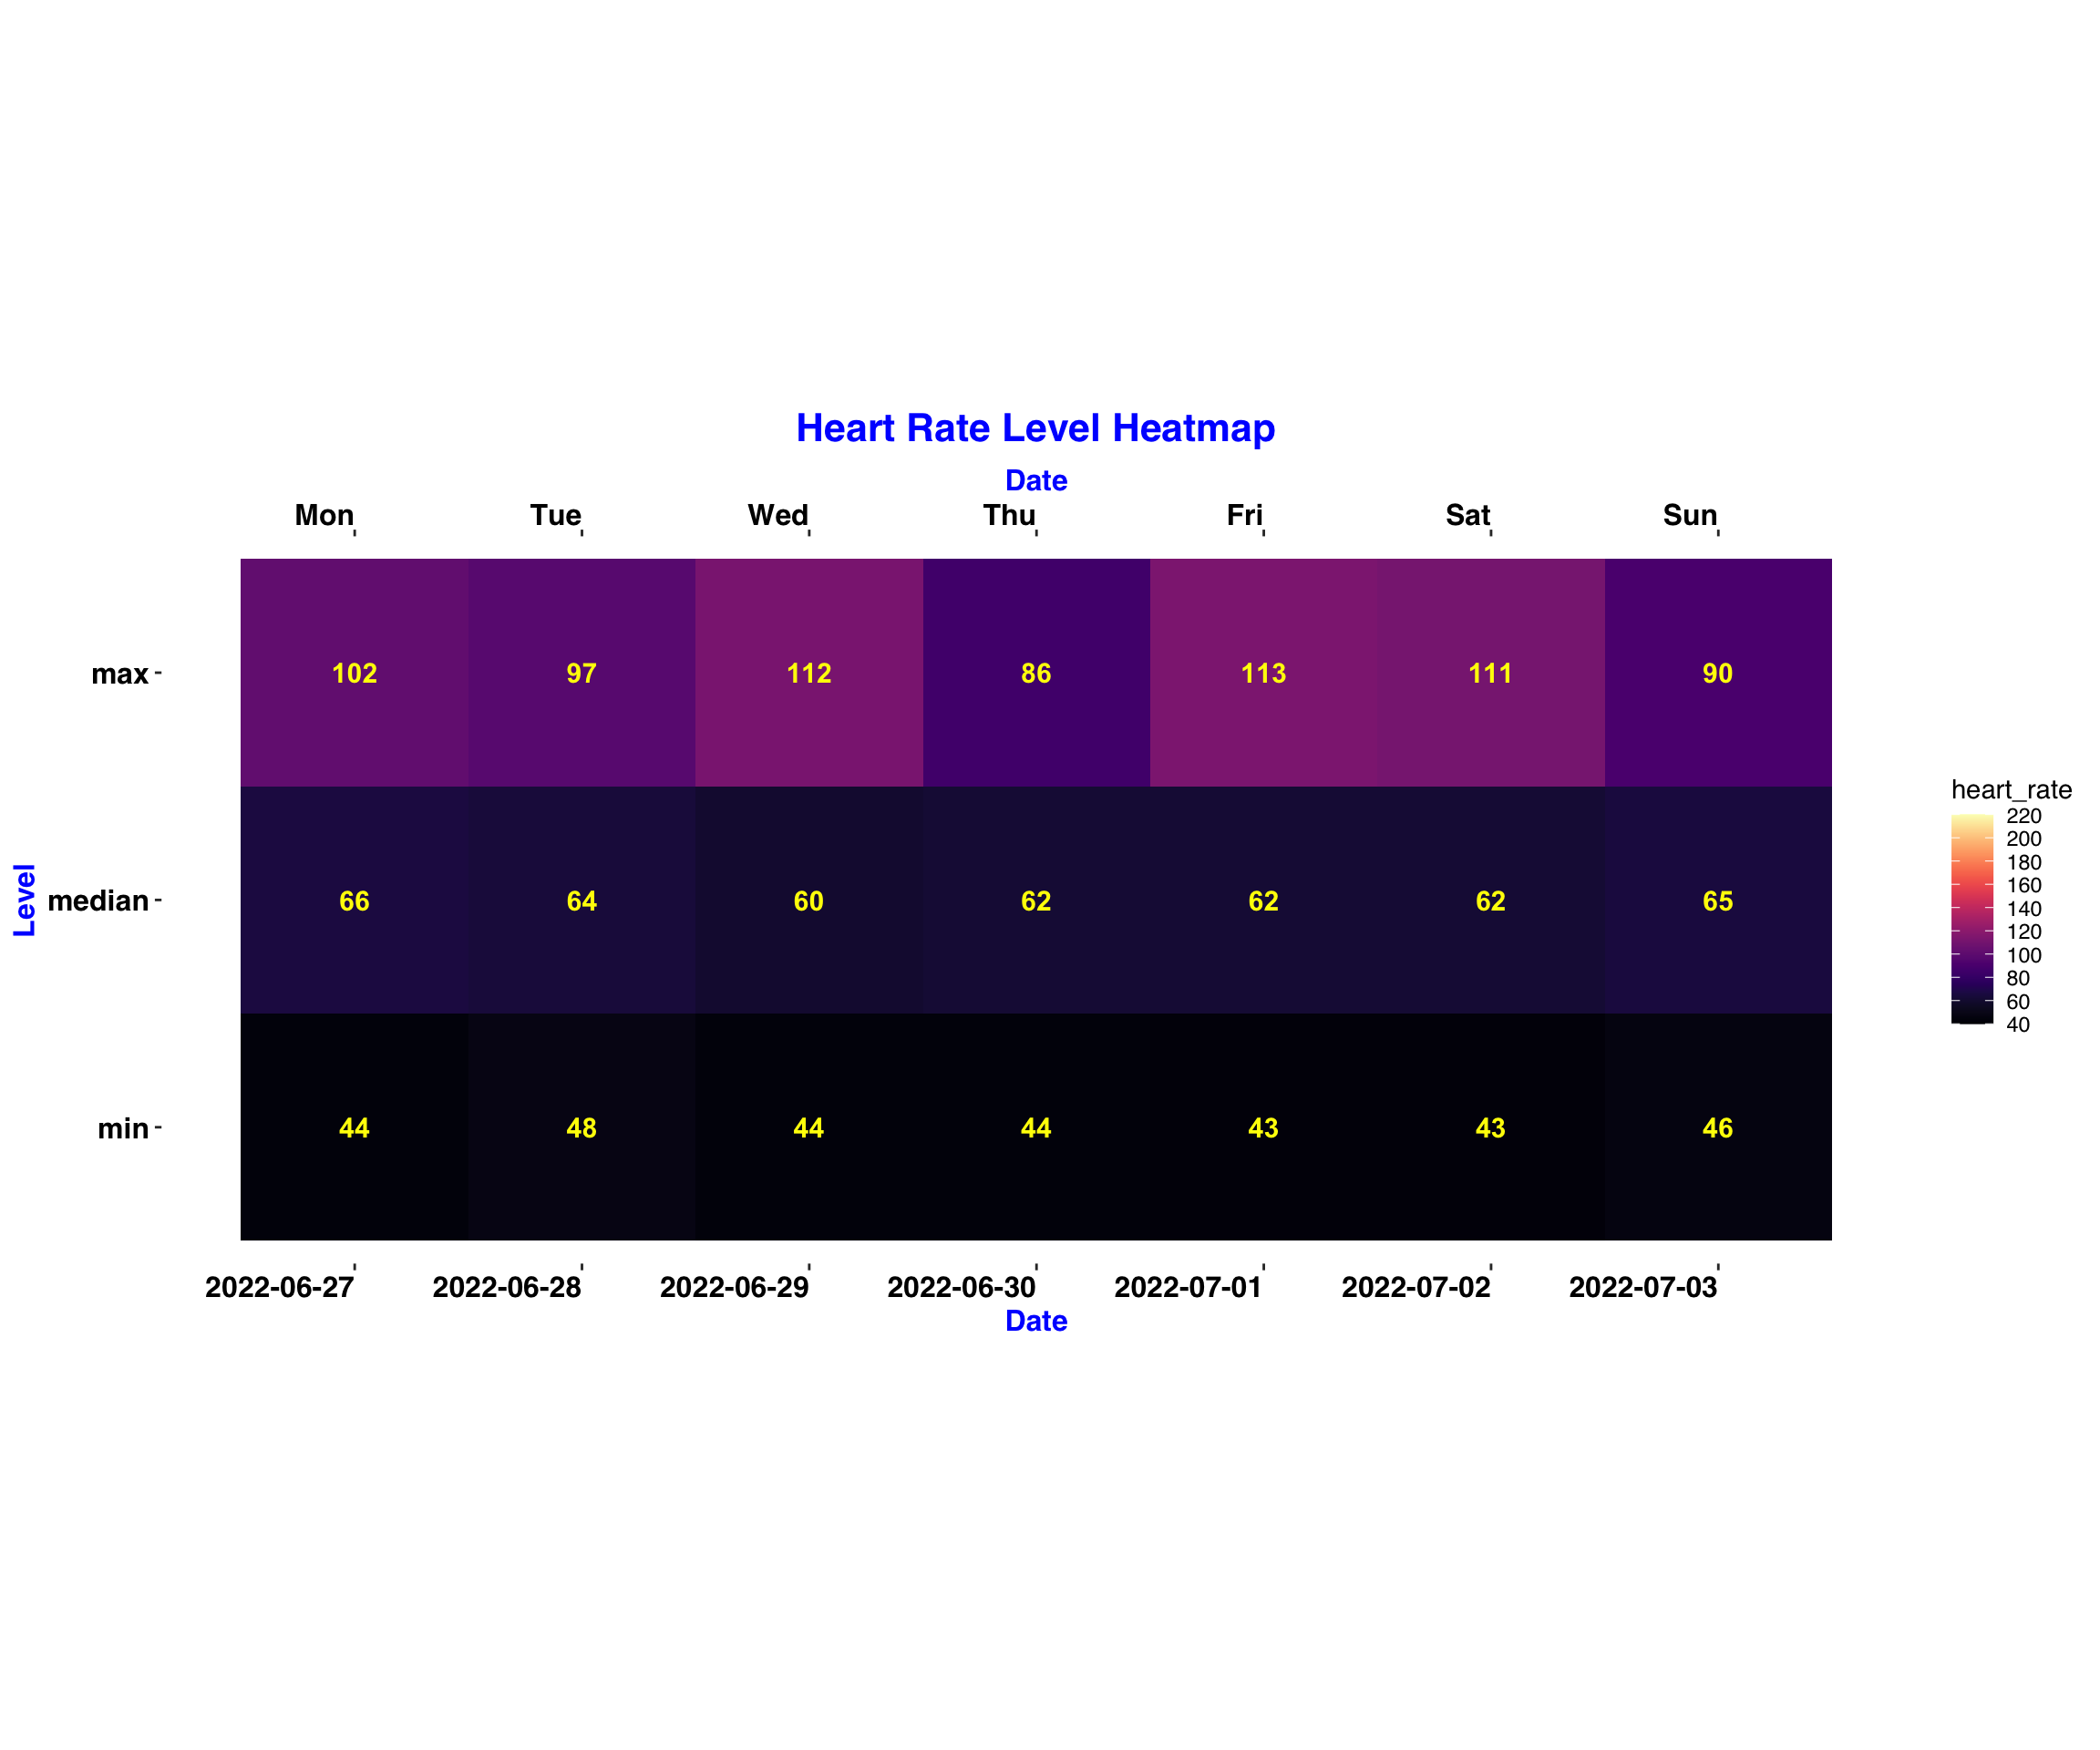 Heart Rate Level Heatmap
Date
Mon Tue Wed Thu Fri Sat Sun
max 102 97 112 86 113 111 90
median 66 64 60 62 62 62 65
min 44 48 44 44 43 43 46
2022-06-27 2022-06-28 2022-06-29 2022-06-30 2022-07-01 2022-07-02 2022-07-03
Date
Level
heart_rate
220
200
180
160
140
120
100
80
60
40